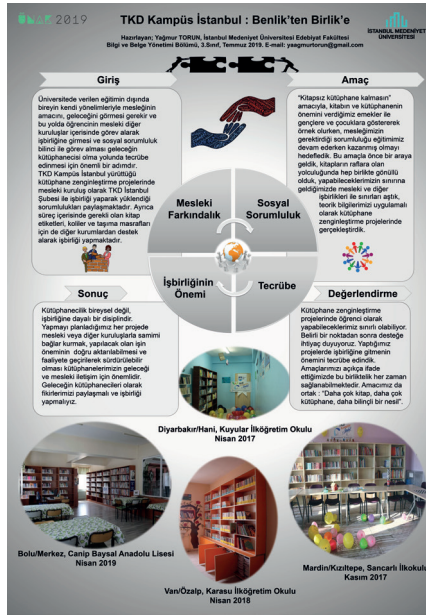 ÜNAK 2019
TKD Kampüs İstanbul : Benlik'ten Birlik'e
İSTANBUL MEDENİYET
ÜNİVERSİTESİ
Hazırlayan; Yağmur TORUN, İstanbul Medeniyet Üniversitesi Edebiyat Fakültesi
Bilgi ve Belge Yönetimi Bölümü, 3.Sınıf, Temmuz 2019. E-mail: yaagmurtorun@gmail.com
Giriş
Üniversitede verilen eğitimin dışında
bireyin kendi yönelimleriyle mesleğinin
amacını, geleceğini görmesi gerekir ve
bu yolda öğrencinin mesleki diğer
kuruluşlar içerisinde görev alarak
işbirliğine girmesi ve sosyal sorumluluk
bilinci ile görev alması geleceğin
kütüphanecisi olma yolunda tecrübe
edinmesi için önemli bir adımdır.
TKD Kampüs İstanbul yürüttüğü
kütüphane zenginleştirme projelerinde
mesleki kuruluş olarak TKD İstanbul
Şubesi ile işbirliği yaparak yüklendiği
sorumlulukları paylaşmaktadır. Ayrıca
süreç içerisinde gerekli olan kitap
etiketleri, koliler ve taşıma masrafları
için de diğer kurumlardan destek
alarak işbirliği yapmaktadır.
Amaç
"Kitapsız kütüphane kalmasın"
amacıyla, kitabın ve kütüphanenin
önemini verdiğimiz emekler ile
gençlere ve çocuklara göstererek
örnek olurken, mesleğimizin
gerektirdiği sorumluluğu eğitimimiz
devam ederken kazanmış olmayı
hedefledik. Bu amaçla önce bir araya
geldik, kitapların raflara olan
yolculuğunda hep birlikte gönüllü
olduk, yapabileceklerimizin sınırına
geldiğimizde mesleki ve diğer
işbirlikleri ile sınırları aştık,
teorik bilgilerimizi uygulamalı
olarak kütüphane
zenginleştirme projelerinde
gerçekleştirdik.
Mesleki
Farkındalık
Sosyal
Sorumluluk
İşbirliğinin
Önemi
Tecrübe
Sonuç
Kütüphanecilik bireysel değil,
işbirliğine dayalı bir disiplindir.
Yapmayı planladığımız her projede
mesleki veya diğer kuruluşlarla samimi
bağlar kurmak, yapılacak olan işin
öneminin doğru aktarılabilmesi ve
faaliyete geçirilerek sürdürülebilir
olması kütüphanelerimizin geleceği
ve mesleki iletişim için önemlidir.
Geleceğin kütüphanecileri olarak
fikirlerimizi paylaşmalı ve işbirliği
yapmalıyız.
Değerlendirme
Kütüphane zenginleştirme
projelerinde öğrenci olarak
yapabileceklerimiz sınırlı olabiliyor.
Belirli bir noktadan sonra desteğe
ihtiyaç duyuyoruz. Yaptığımız
projelerde işbirliğine gitmenin
önemini tecrübe edindik.
Amaçlarımızı açıkça ifade
ettiğimizde bu birliktelik her zaman
sağlanabilmektedir. Amacımız da
ortak : "Daha çok kitap, daha çok
kütüphane, daha bilinçli bir nesil".
Diyarbakır/Hani, Kuyular İlköğretim Okulu
Nisan 2017
Bolu/Merkez, Canip Baysal Anadolu Lisesi
Nisan 2019
Van/Özalp, Karasu İlköğretim Okulu
Nisan 2018
Mardin/Kızıltepe, Sancarlı İlkokulu
Kasım 2017